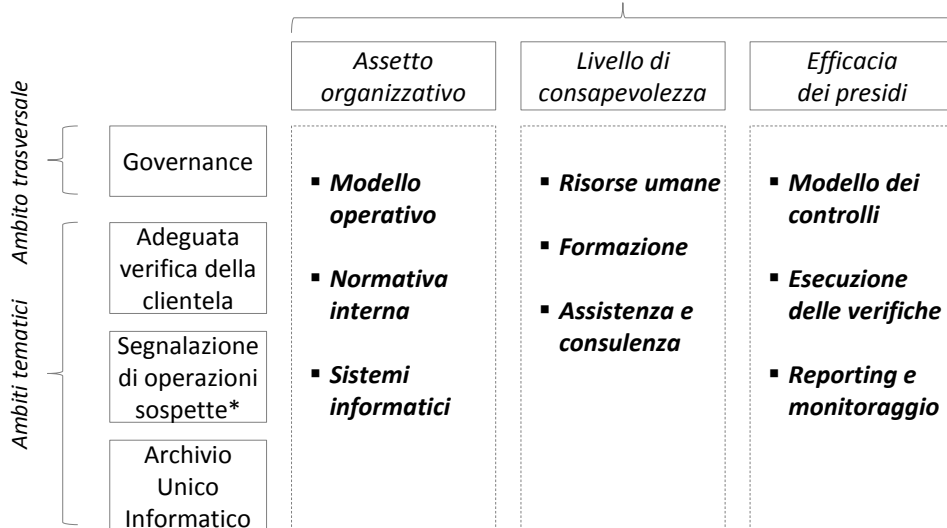 Assetto
organizzativo
Livello di
consapevolezza
Efficacia
dei presidi
Ambito trasversale
Governance
Ambiti tematici
Adeguata
verifica della
clientela
Segnalazione
di operazioni
sospette*
Archivio
Unico
Informatico
▪ Modello
operativo
▪ Normativa
interna
▪ Sistemi
informatici
▪ Risorse umane
▪ Formazione
▪ Assistenza e
consulenza
▪ Modello dei
controlli
▪ Esecuzione
delle verifiche
▪ Reporting e
monitoraggio